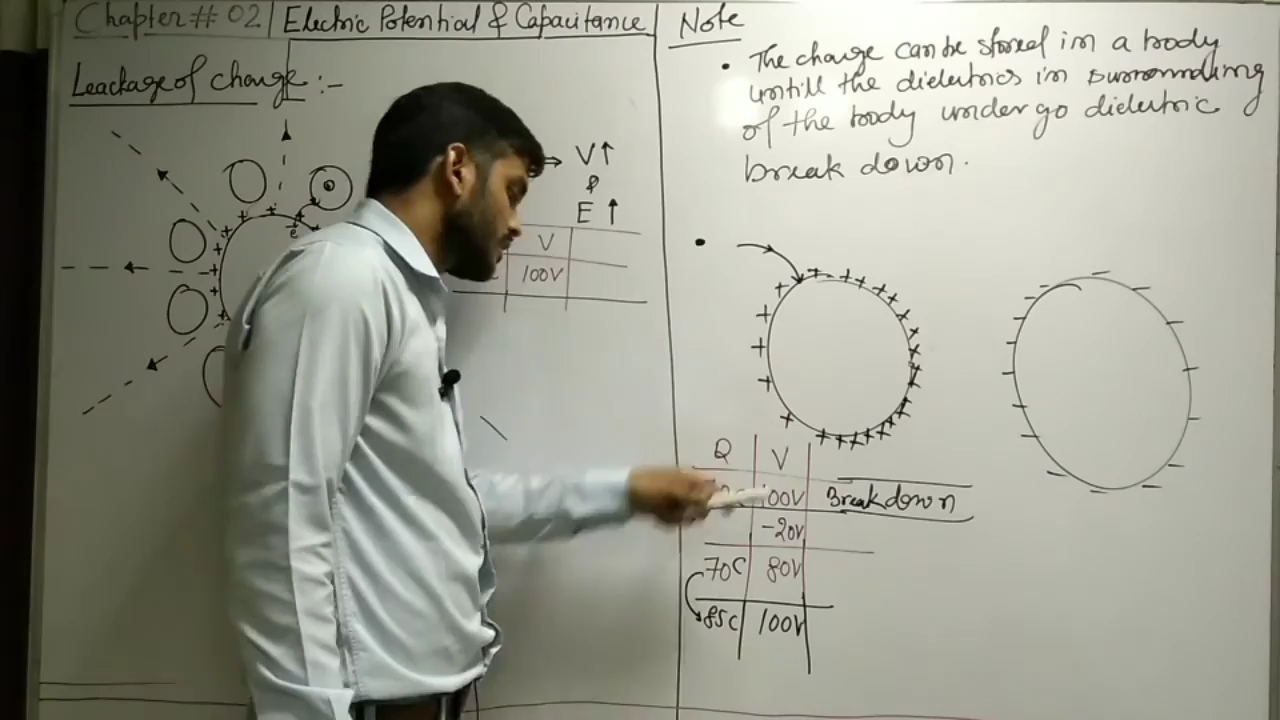 Chapter # 02 Electric Potential & Capacitance
Leackage of charge :-
⇒ V↑
&
E ↑
V
100V
e
Note
• The charge can be stored in a body
untill the dielectrics in surrounding
of the body undergo dielectric
break down.
Q V
100V Breakdown
-20V
70C 80V
85C 100V